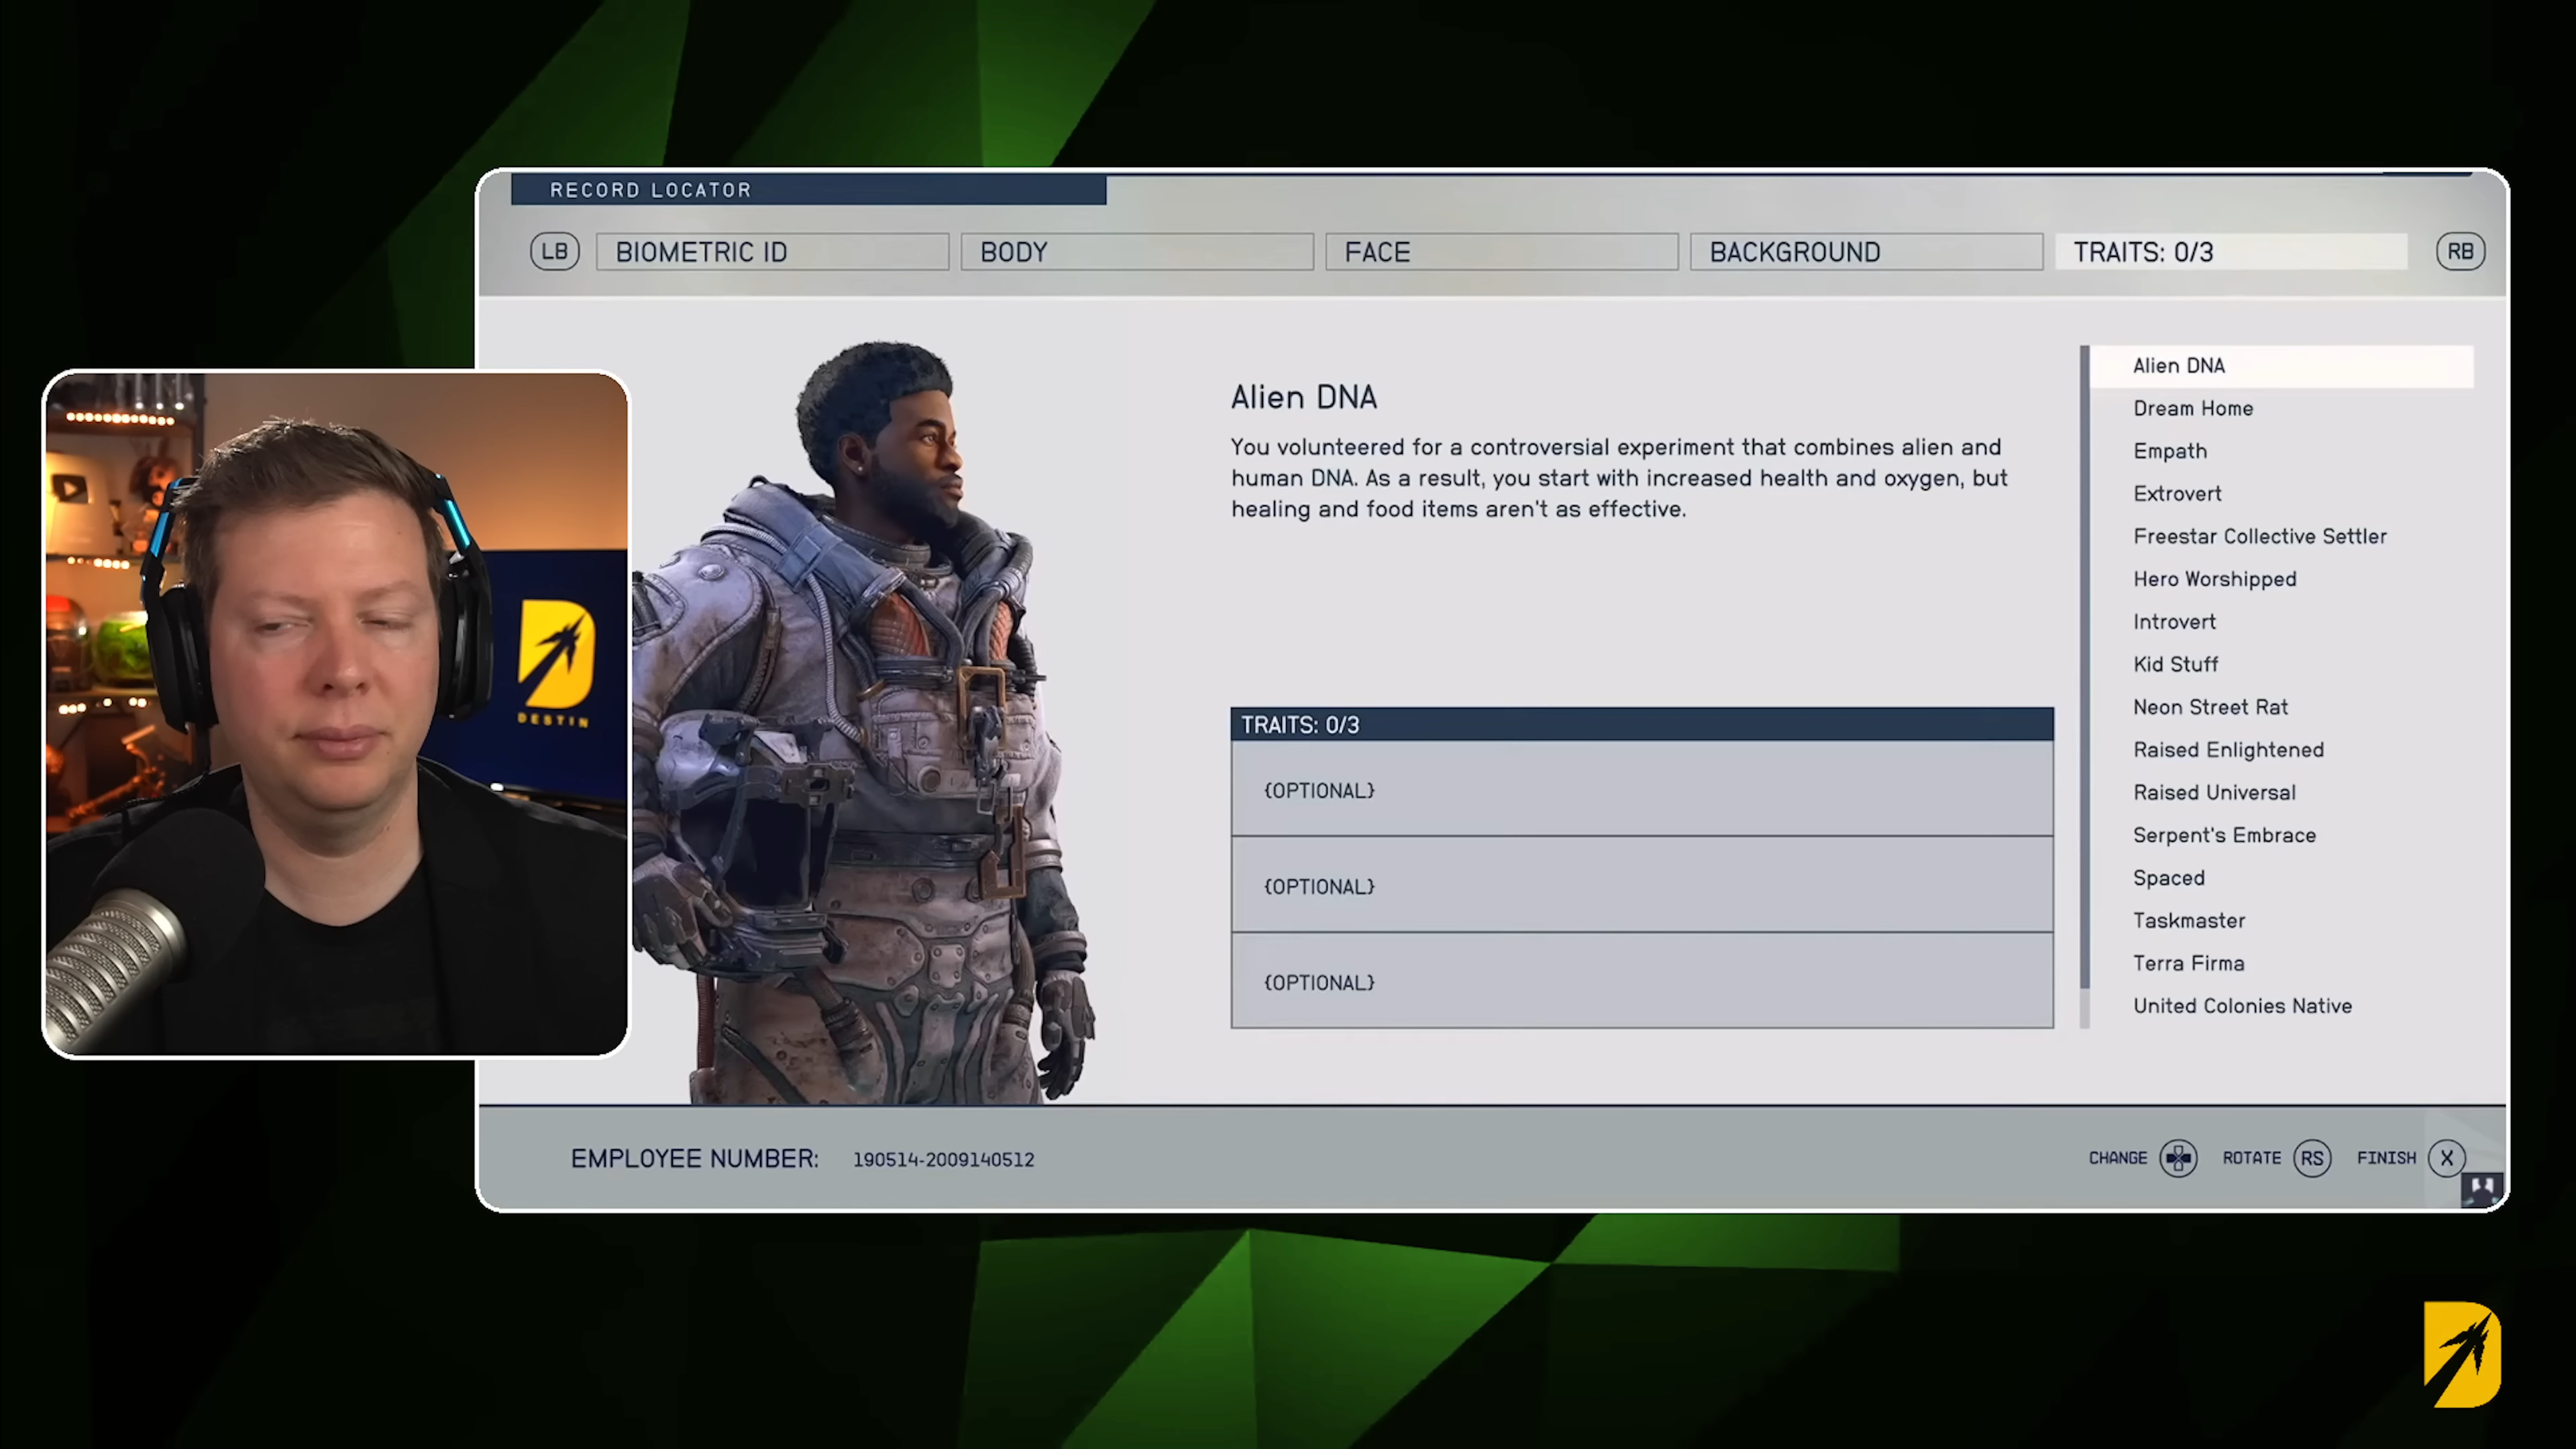 RECORD LOCATOR
LB
BIOMETRIC ID
BODY
FACE
BACKGROUND
TRAITS: 0/3
RB
Alien DNA
You volunteered for a controversial experiment that combines alien and
human DNA. As a result, you start with increased health and oxygen, but
healing and food items aren't as effective.
TRAITS: 0/3
{OPTIONAL}
{OPTIONAL}
{OPTIONAL}
Alien DNA
Dream Home
Empath
Extrovert
Freestar Collective Settler
Hero Worshipped
Introvert
Kid Stuff
Neon Street Rat
Raised Enlightened
Raised Universal
Serpent's Embrace
Spaced
Taskmaster
Terra Firma
United Colonies Native
D
DESTIN
EMPLOYEE NUMBER: 190514-2009140512
CHANGE
ROTATE RS
FINISH X
D